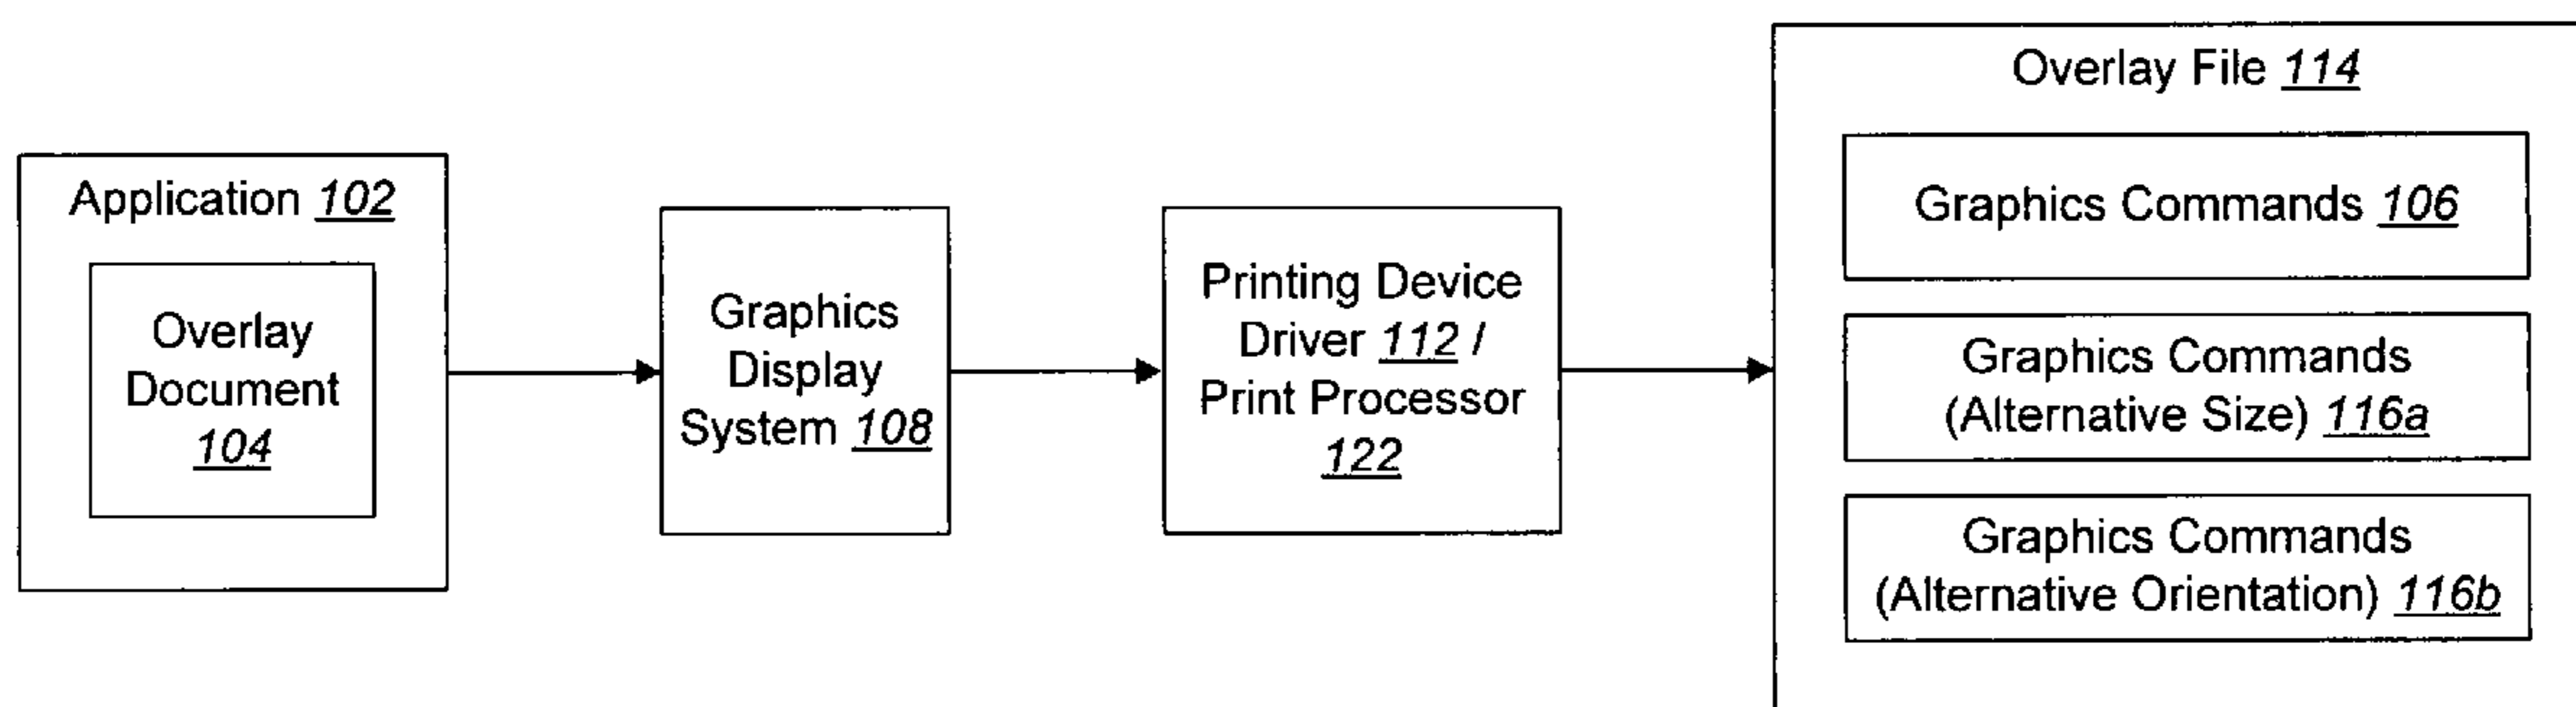 Application 102
Overlay
Document
104
Graphics
Display
System 108
Printing Device
Driver 112 /
Print Processor
122
Overlay File 114
Graphics Commands 106
Graphics Commands
(Alternative Size) 116a
Graphics Commands
(Alternative Orientation) 116b